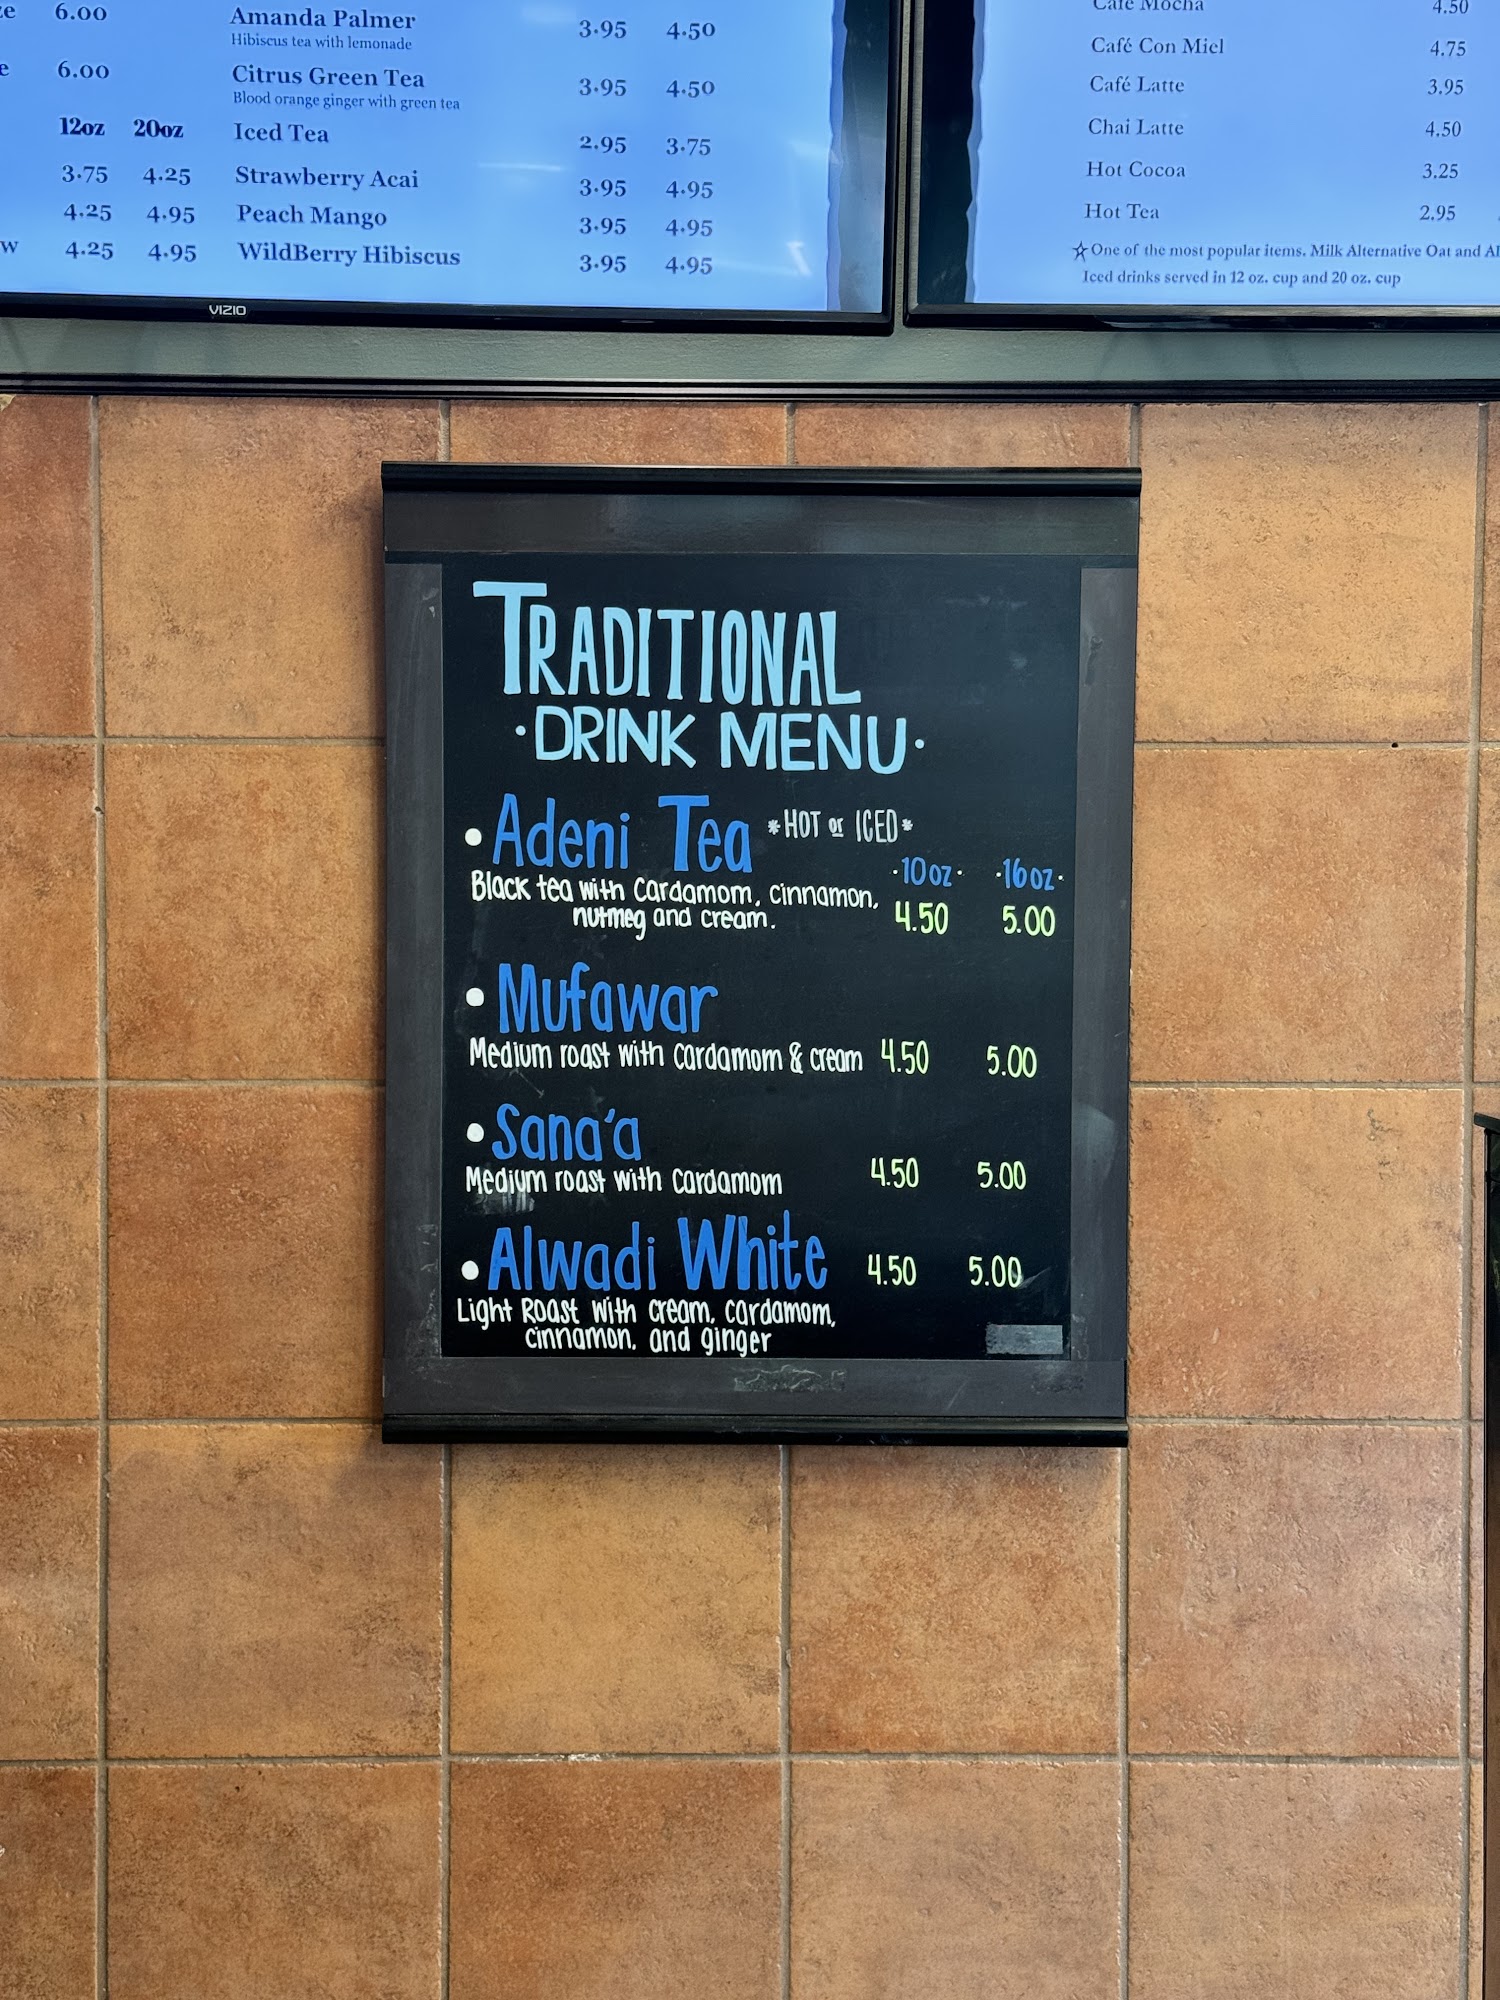 6.00
6.00
12oz 20oz
3.75 4.25
4.25 4.95
4.25 4.95
Amanda Palmer 3.95 4.50
Hibiscus tea with lemonade
Citrus Green Tea 3.95 4.50
Blood orange ginger with green tea
Iced Tea 2.95 3.75
Strawberry Acai 3.95 4.95
Peach Mango 3.95 4.95
WildBerry Hibiscus 3.95 4.95
VIZIO
Café Mocha 4.50
Café Con Miel 4.75
Café Latte 3.95
Chai Latte 4.50
Hot Cocoa 3.25
Hot Tea 2.95
☆One of the most popular items. Milk Alternative Oat and Al
Iced drinks served in 12 oz. cup and 20 oz. cup
TRADITIONAL
·DRINK MENU·
• Adeni Tea *HOT or ICED*
·10oz· ·16oz·
Black tea with cardamom, cinnamon,
nutmeg and cream. 4.50 5.00
• Mufawar
Medium roast with cardamom & cream 4.50 5.00
• Sana'a
Medium roast with cardamom 4.50 5.00
• Alwadi White 4.50 5.00
Light Roast with cream, cardamom,
cinnamon, and ginger